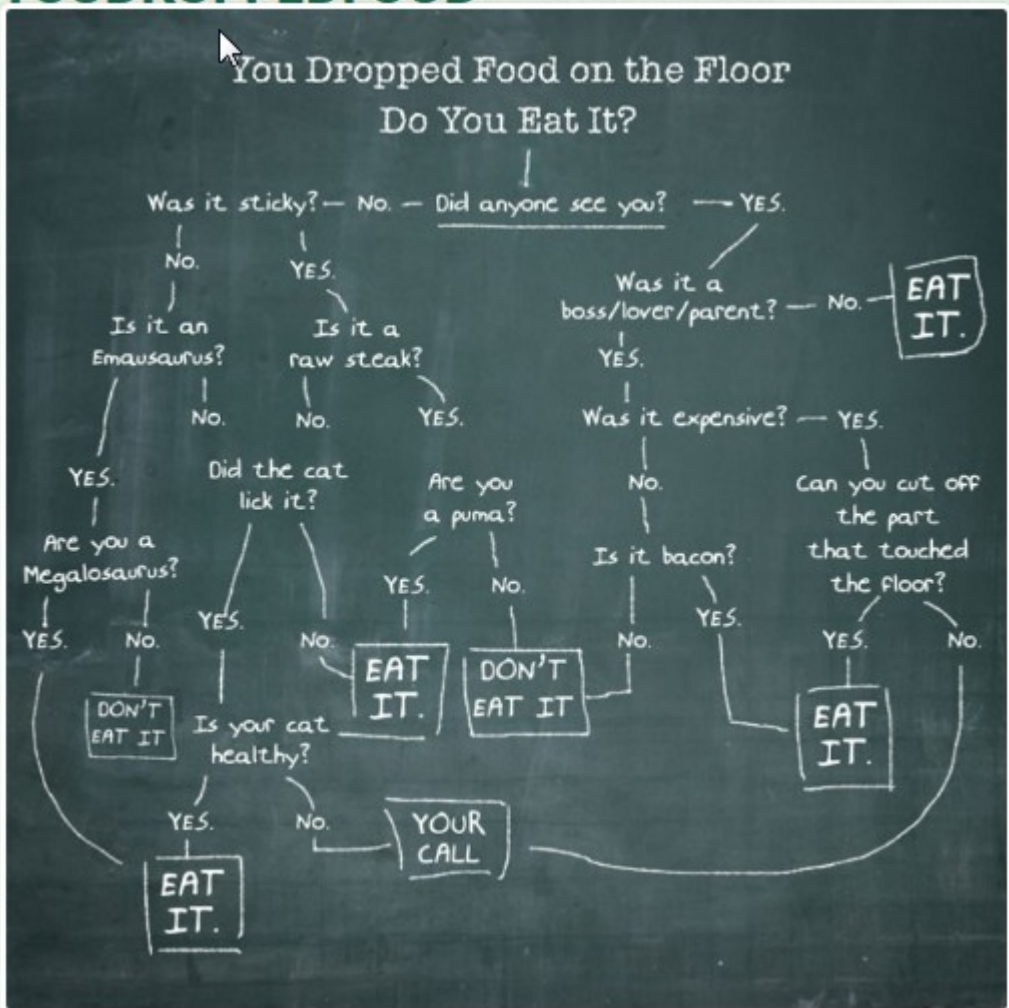 YOUDROPPEDFOOD
You Dropped Food on the Floor
Do You Eat It?
Was it sticky? No. Did anyone see you? YES.
No.
YES.
Was it a
boss/lover/parent?
No.
EAT
IT.
Is it an
Emausaurus?
Is it a
raw steak?
YES.
No.
No.
YES.
Was it expensive?
YES.
YES.
Did the cat
lick it?
Are you
a puma?
No.
Can you cut off
the part
that touched
the floor?
Are you a
Megalosaurus?
Is it bacon?
YES.
No.
YES.
No.
YES.
No.
YES.
No.
No.
YES.
YES.
No.
DON'T
EAT IT
EAT
IT.
DON'T
EAT IT
EAT
IT.
Is your cat
healthy?
YES.
No.
YOUR
CALL
EAT
IT.